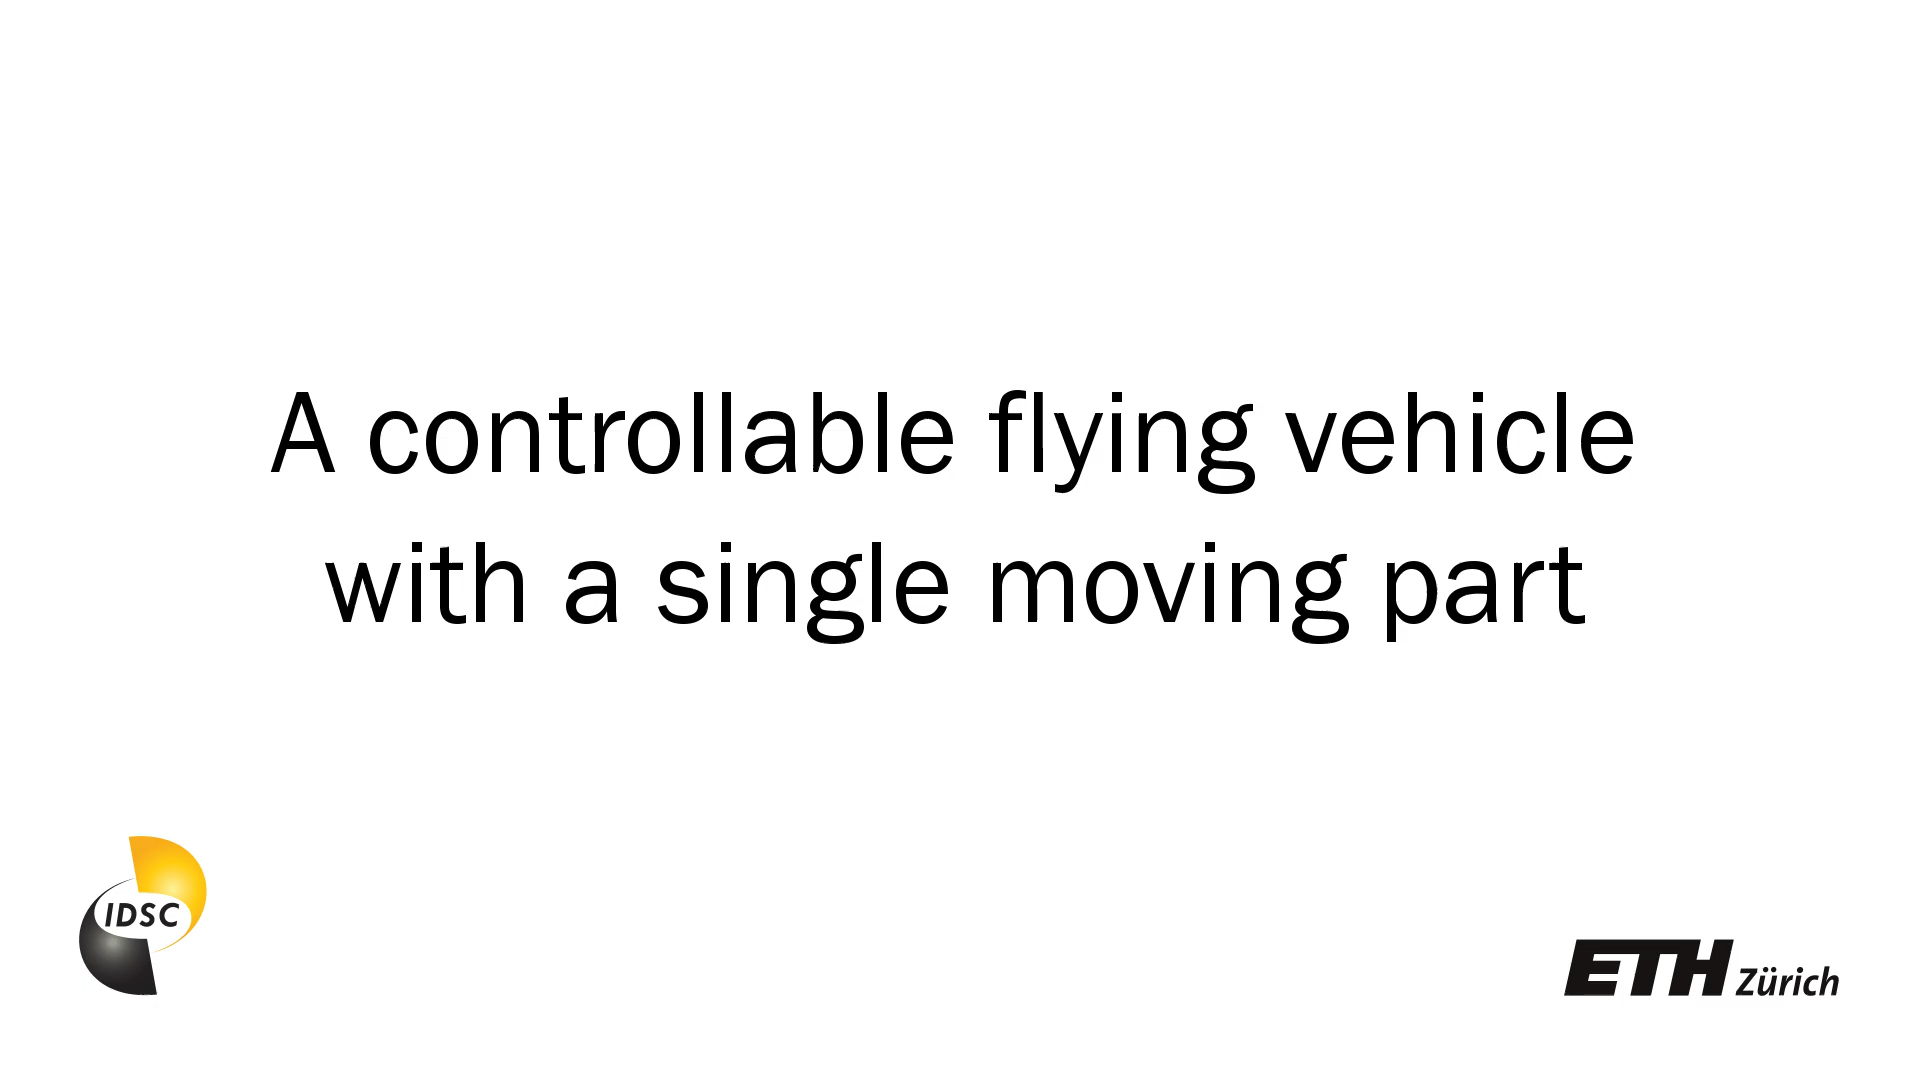 A controllable flying vehicle
with a single moving part
IDSC
ETH Zürich